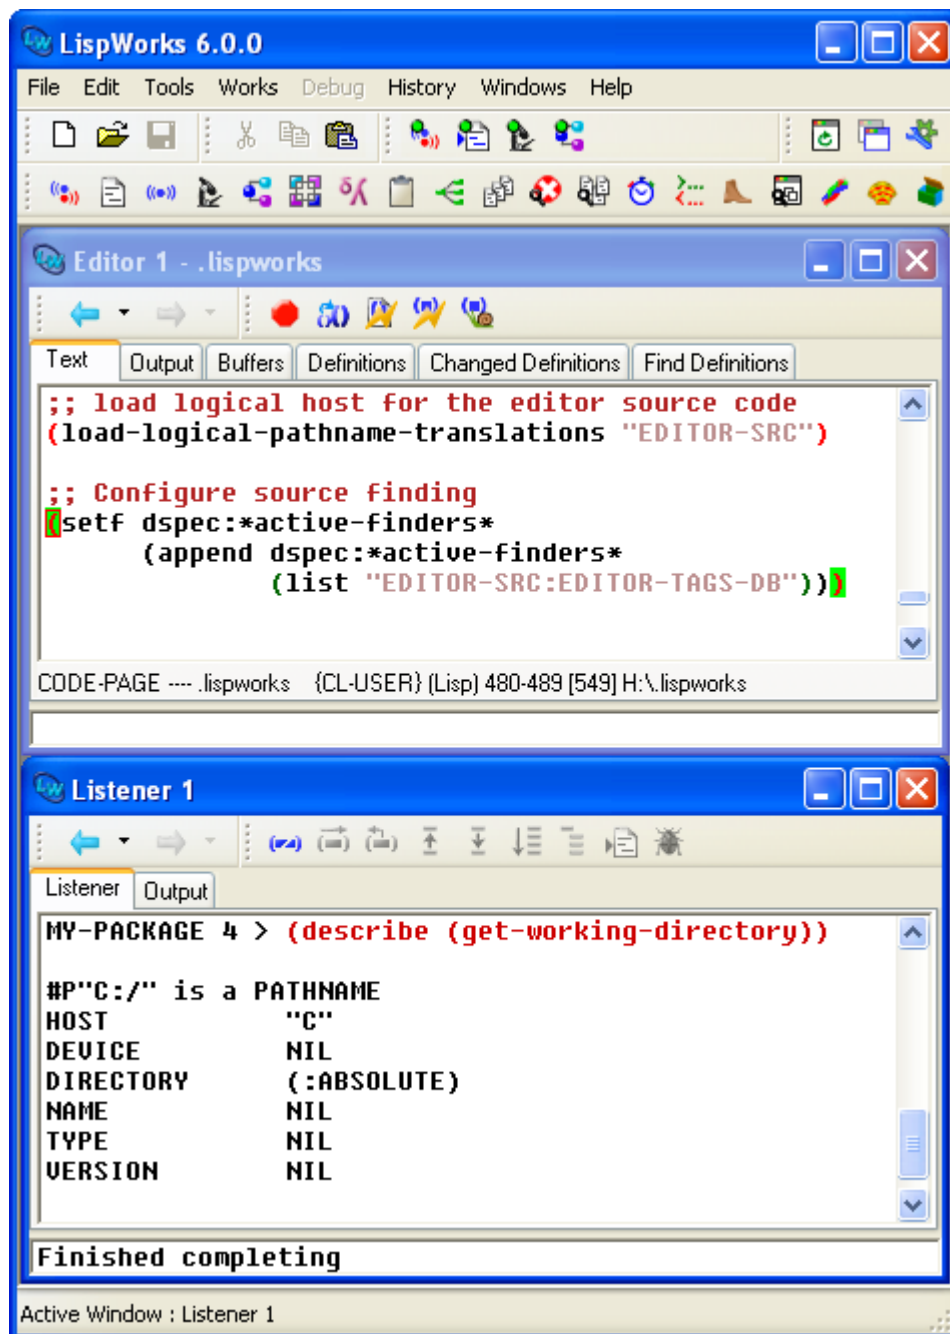 LispWorks 6.0.0
File Edit Tools Works Debug History Windows Help
Editor 1 - .lispworks
Text Output Buffers Definitions Changed Definitions Find Definitions
;; load logical host for the editor source code
(load-logical-pathname-translations "EDITOR-SRC")
;; Configure source finding
(setf dspec:*active-finders*
(append dspec:*active-finders*
(list "EDITOR-SRC:EDITOR-TAGS-DB")))
CODE-PAGE ---- .lispworks {CL-USER} (Lisp) 480-489 [549] H:\.lispworks
Listener 1
Listener Output
MY-PACKAGE 4 > (describe (get-working-directory))
#P"C:/" is a PATHNAME
HOST "C"
DEVICE NIL
DIRECTORY (:ABSOLUTE)
NAME NIL
TYPE NIL
VERSION NIL
Finished completing
Active Window : Listener 1